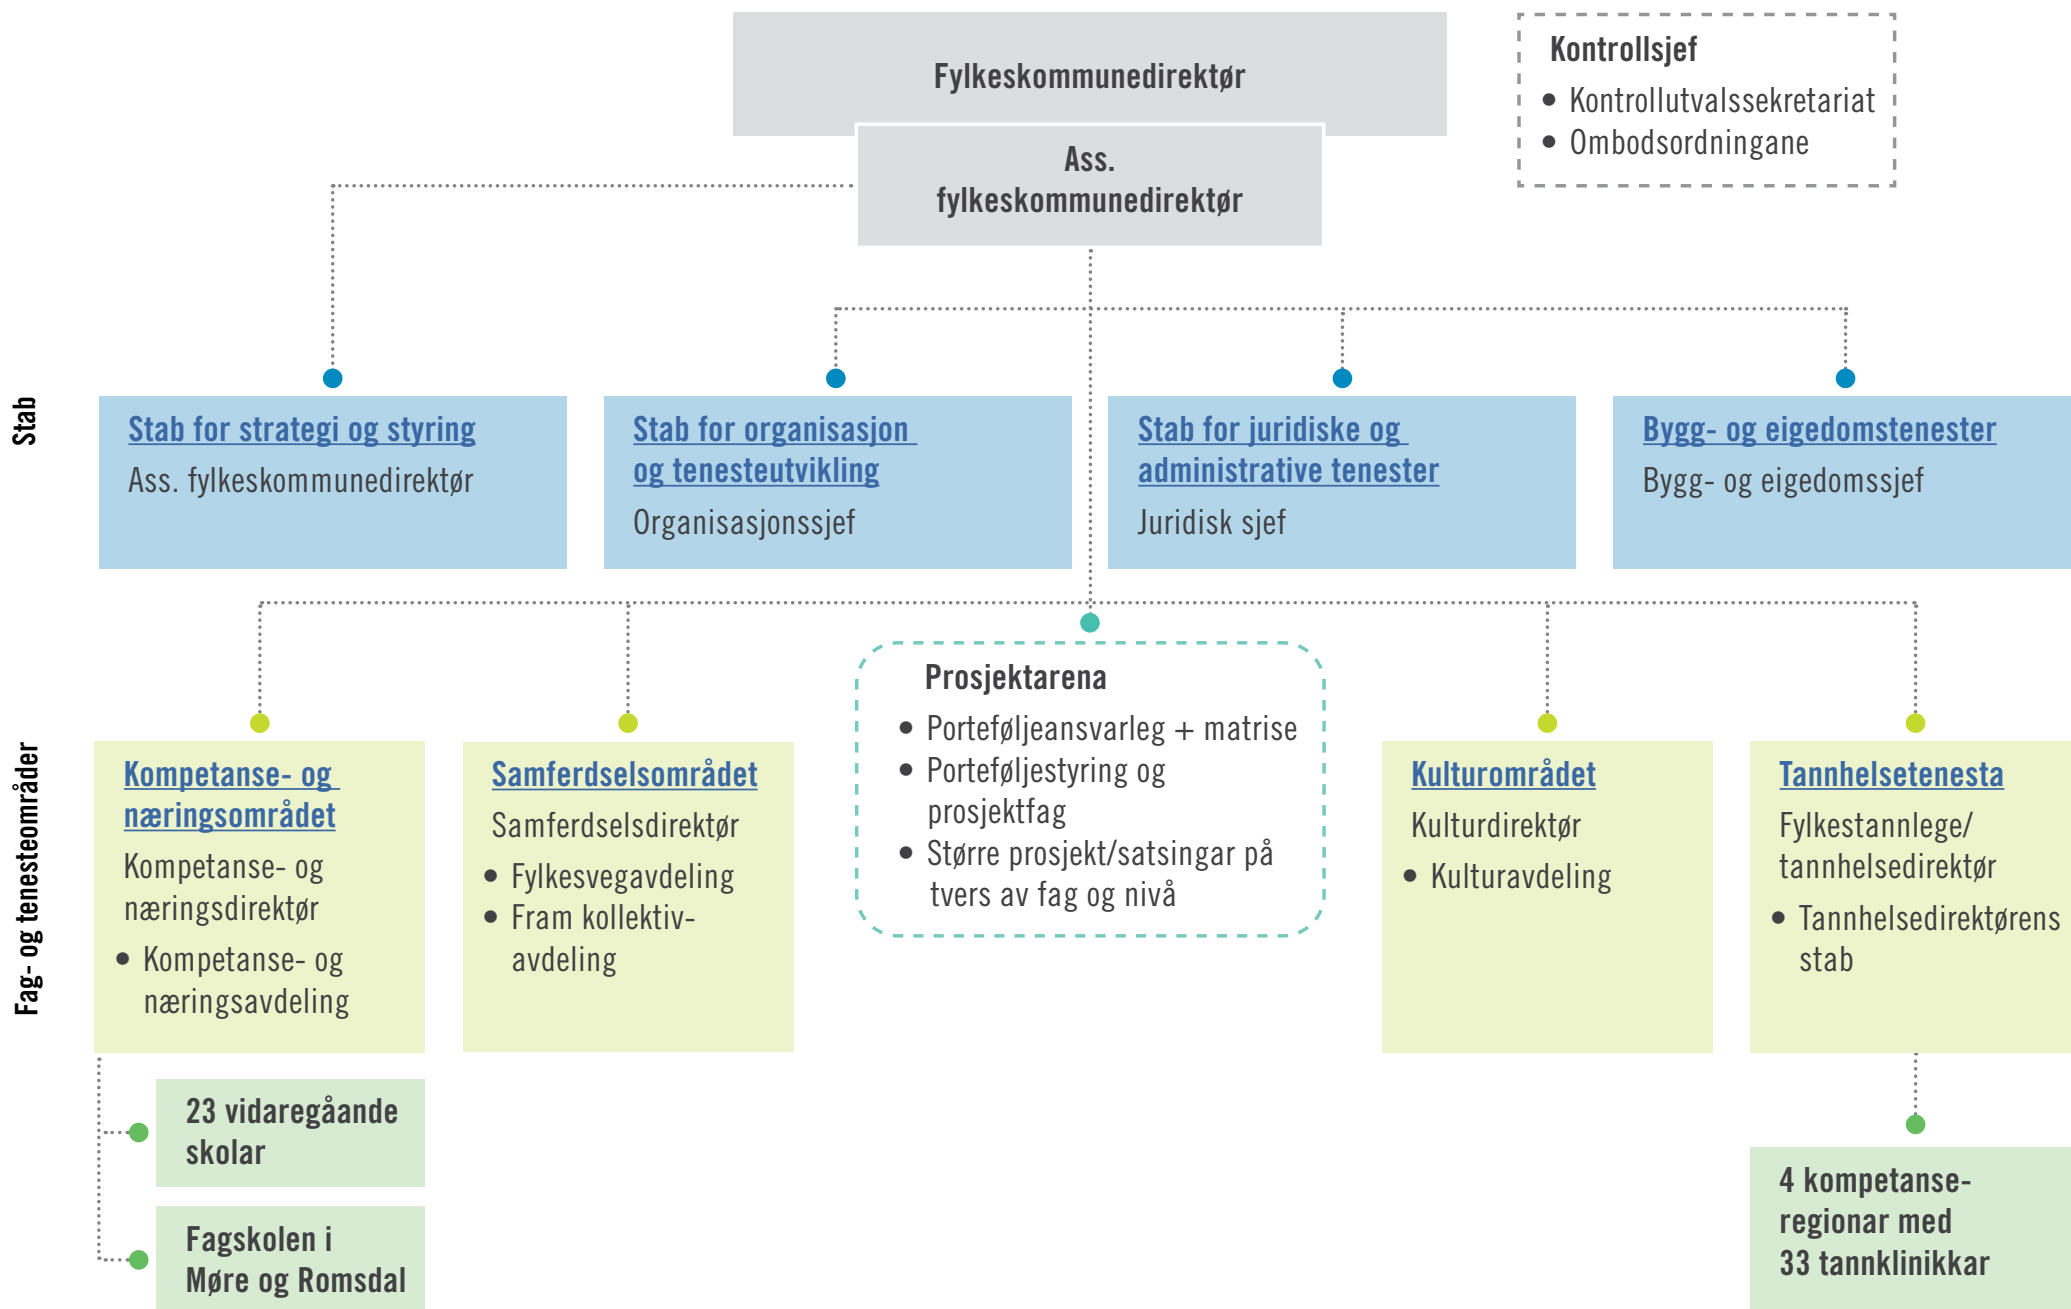 Fylkeskommunedirektør
Ass.
fylkeskommunedirektør
Kontrollsjef
• Kontrollutvalssekretariat
• Ombodsordningane
Stab
Stab for strategi og styring
Ass. fylkeskommunedirektør
Stab for organisasjon
og tenesteutvikling
Organisasjonssjef
Stab for juridiske og
administrative tenester
Juridisk sjef
Bygg- og eigedomstenester
Bygg- og eigedomssjef
Fag- og tenesteområder
Kompetanse- og
næringsområdet
Kompetanse- og
næringsdirektør
• Kompetanse- og
næringsavdeling
23 vidaregåande
skolar
Fagskolen i
Møre og Romsdal
Samferdselsområdet
Samferdselsdirektør
• Fylkesvegavdeling
• Fram kollektiv-
avdeling
Prosjektarena
• Porteføljeansvarleg + matrise
• Porteføljestyring og
prosjektfag
• Større prosjekt/satsingar på
tvers av fag og nivå
Kulturområdet
Kulturdirektør
• Kulturavdeling
Tannhelsetenesta
Fylkestannlege/
tannhelsedirektør
• Tannhelsedirektørens
stab
4 kompetanse-
regionar med
33 tannklinikkar